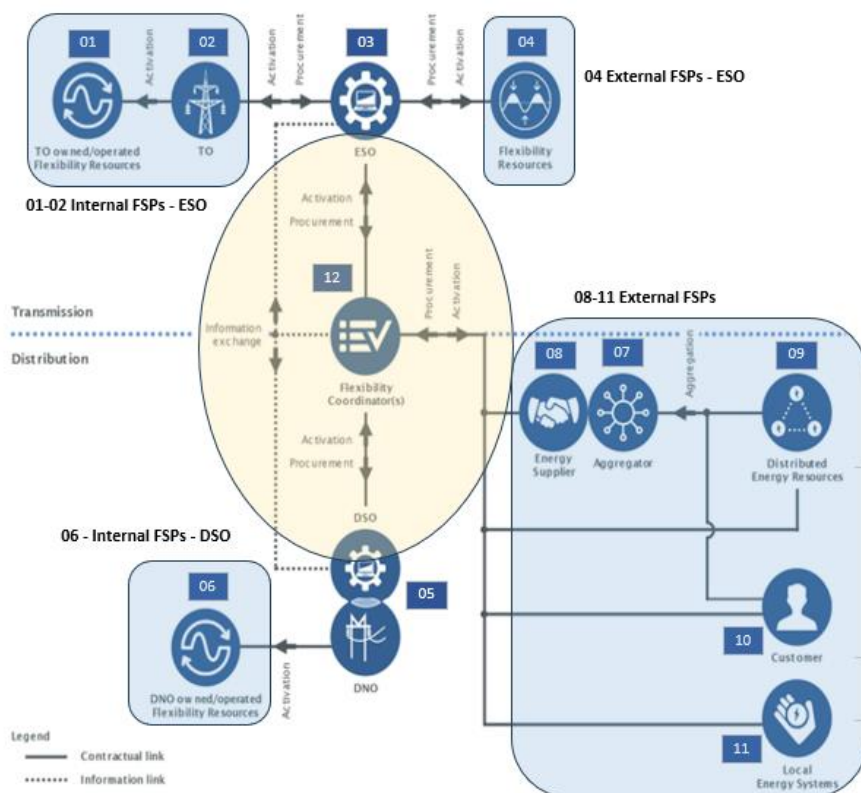 01
02
03
04
Activation
Activation
Procurement
Procurement
Activation
04 External FSPs - ESO
TO owned/operated
Flexibility Resources
TO
ESO
Flexibility
Resources
01-02 Internal FSPs - ESO
Activation
Procurement
12
Procurement
Activation
08-11 External FSPs
Transmission
Information
exchange
Distribution
Flexibility
Coordinator(s)
08
07
09
Aggregation
Energy
Supplier
Aggregator
Distributed
Energy Resources
Activation
Procurement
DSO
06 - Internal FSPs - DSO
06
05
10
Customer
DNO owned/operated
Flexibility Resources
Activation
DNO
11
Local
Energy Systems
Legend
Contractual link
Information link